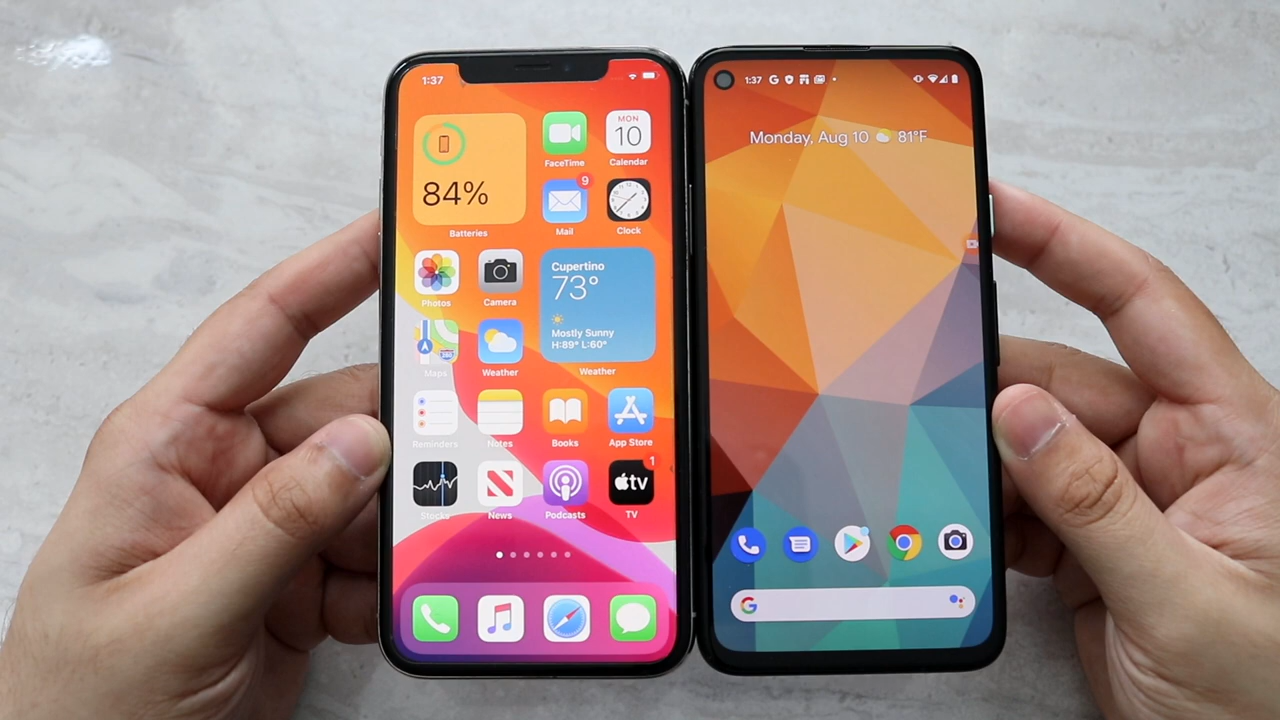 1:37
MON
10
FaceTime
Calendar
84%
Batteries
9
Mail
Clock
Photos
Camera
Cupertino
73°
Mostly Sunny
H:89° L:60°
Weather
Maps
Weather
Reminders
Notes
Books
App Store
Stocks
News
Podcasts
1
tv
TV
1:37
G
Monday, Aug 10
81°F
G